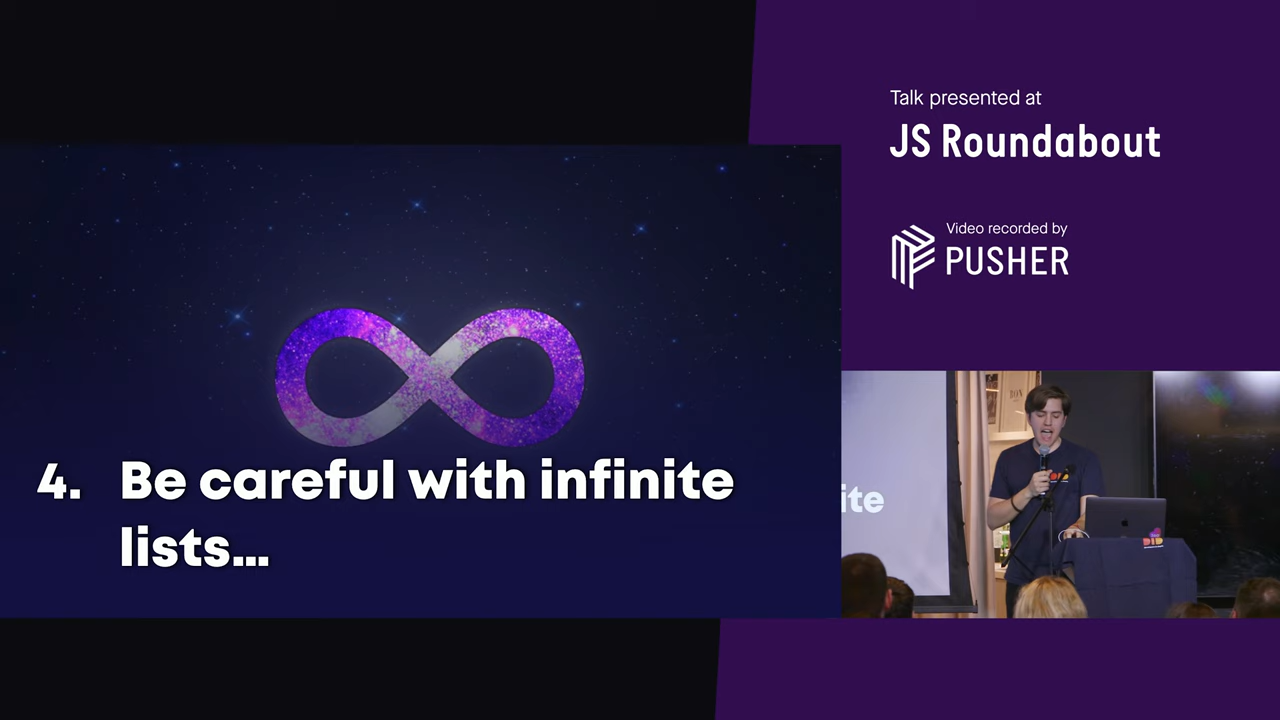 Talk presented at
JS Roundabout
Video recorded by
PUSHER
4. Be careful with infinite
lists...
ite